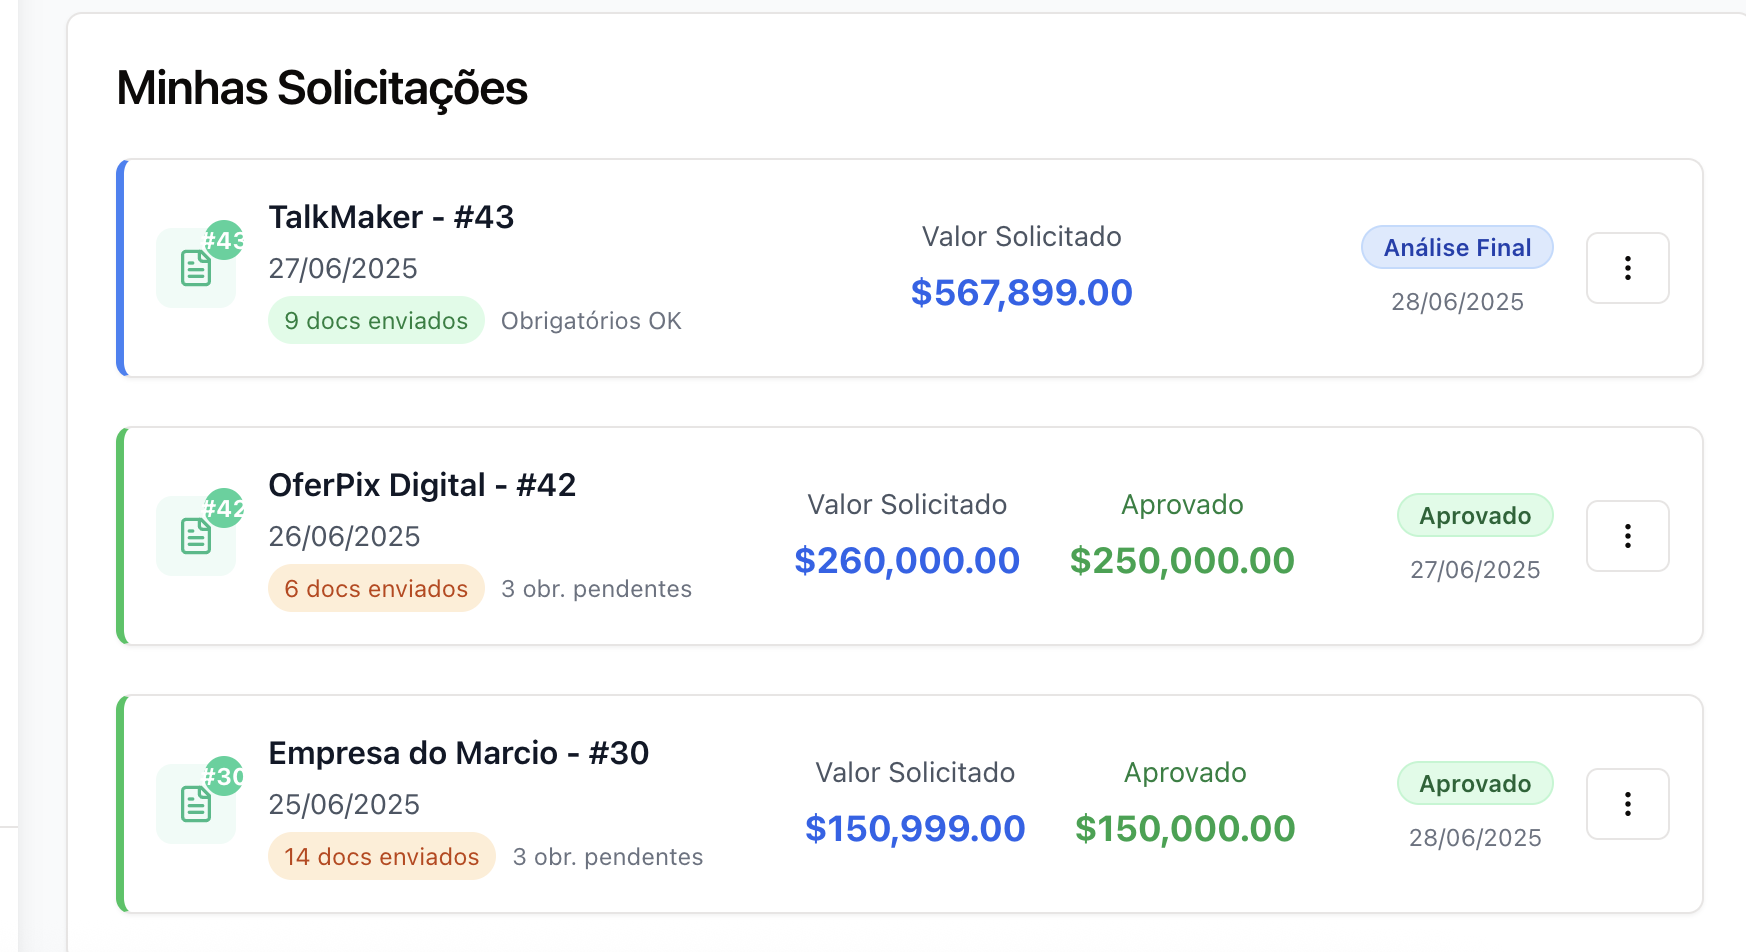 Minhas Solicitações
#43
TalkMaker - #43
27/06/2025
9 docs enviados Obrigatórios OK
Valor Solicitado
$567,899.00
Análise Final
28/06/2025
#42
OferPix Digital - #42
26/06/2025
6 docs enviados 3 obr. pendentes
Valor Solicitado
$260,000.00
Aprovado
$250,000.00
Aprovado
27/06/2025
#30
Empresa do Marcio - #30
25/06/2025
14 docs enviados 3 obr. pendentes
Valor Solicitado
$150,999.00
Aprovado
$150,000.00
Aprovado
28/06/2025